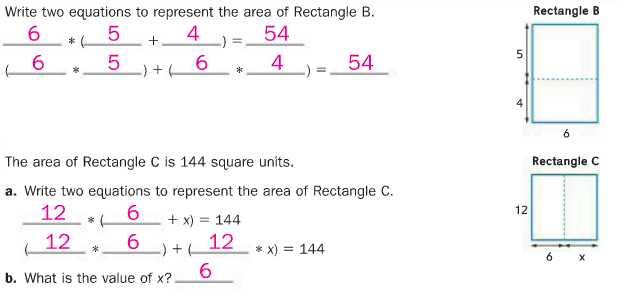 Write two equations to represent the area of Rectangle B.
6 * ( 5 + 4 ) = 54
( 6 * 5 ) + ( 6 * 4 ) = 54
Rectangle B
5
4
6
The area of Rectangle C is 144 square units.
a. Write two equations to represent the area of Rectangle C.
12 * ( 6 + x) = 144
( 12 * 6 ) + ( 12 * x) = 144
b. What is the value of x? 6
Rectangle C
12
6 x